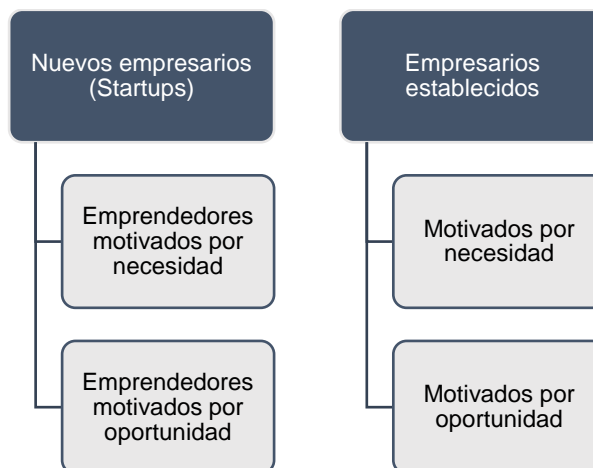 Nuevos empresarios
(Startups)
Emprendedores
motivados por
necesidad
Emprendedores
motivados por
oportunidad
Empresarios
establecidos
Motivados por
necesidad
Motivados por
oportunidad